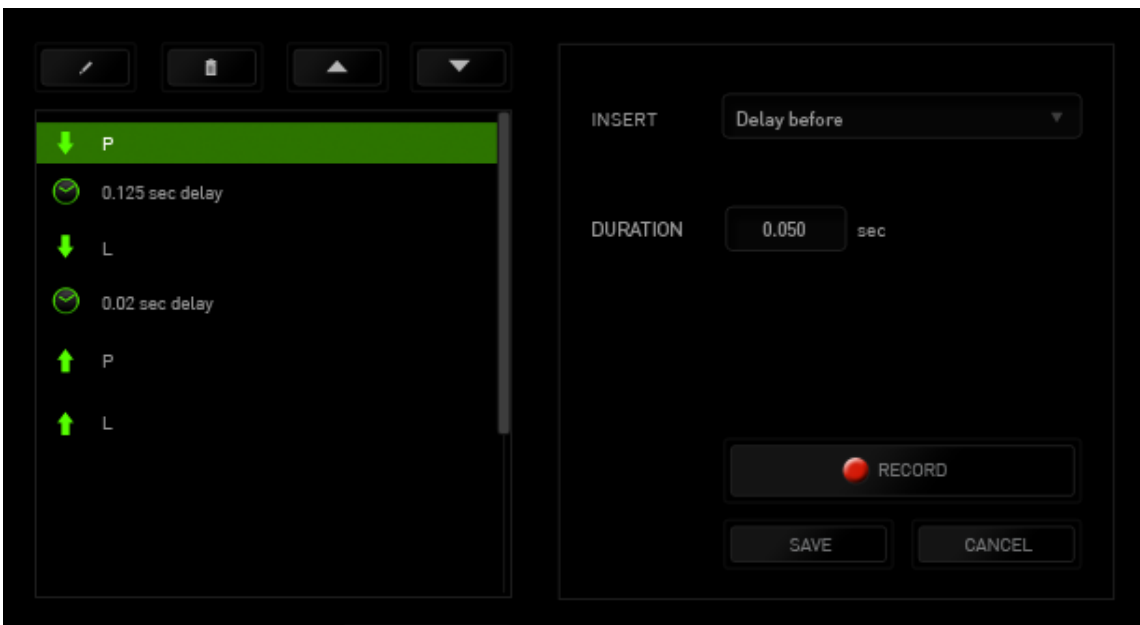 P
0.125 sec delay
L
0.02 sec delay
P
L
INSERT Delay before
DURATION 0.050 sec
RECORD
SAVE CANCEL